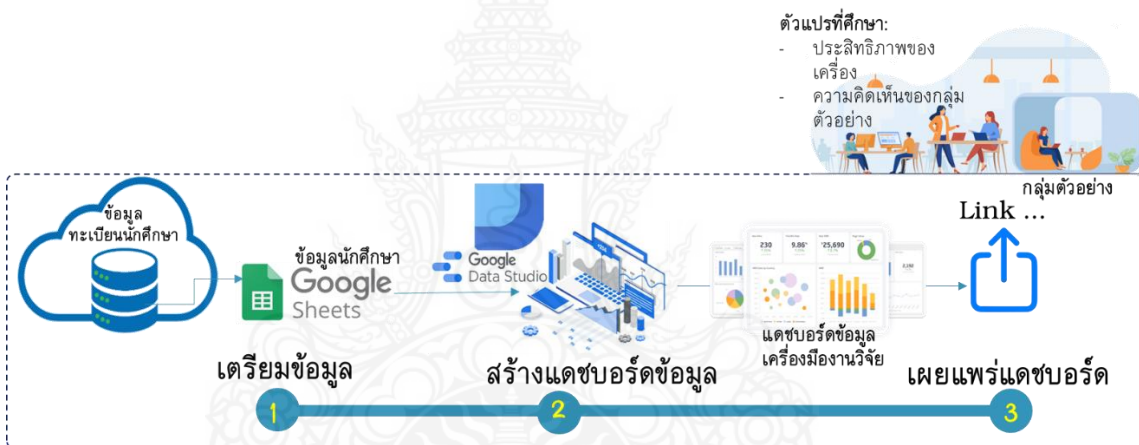 ตัวแปรที่ศึกษา:
- ประสิทธิภาพของ
เครื่อง
- ความคิดเห็นของกลุ่ม
ตัวอย่าง
กลุ่มตัวอย่าง
ข้อมูล
ทะเบียนนักศึกษา
ข้อมูลนักศึกษา
Google
Sheets
Google
Data Studio
Link ...
230
9.86
25,690
แดชบอร์ดข้อมูล
เครื่องมืองานวิจัย
เตรียมข้อมูล
สร้างแดชบอร์ดข้อมูล
เผยแพร่แดชบอร์ด
1
2
3